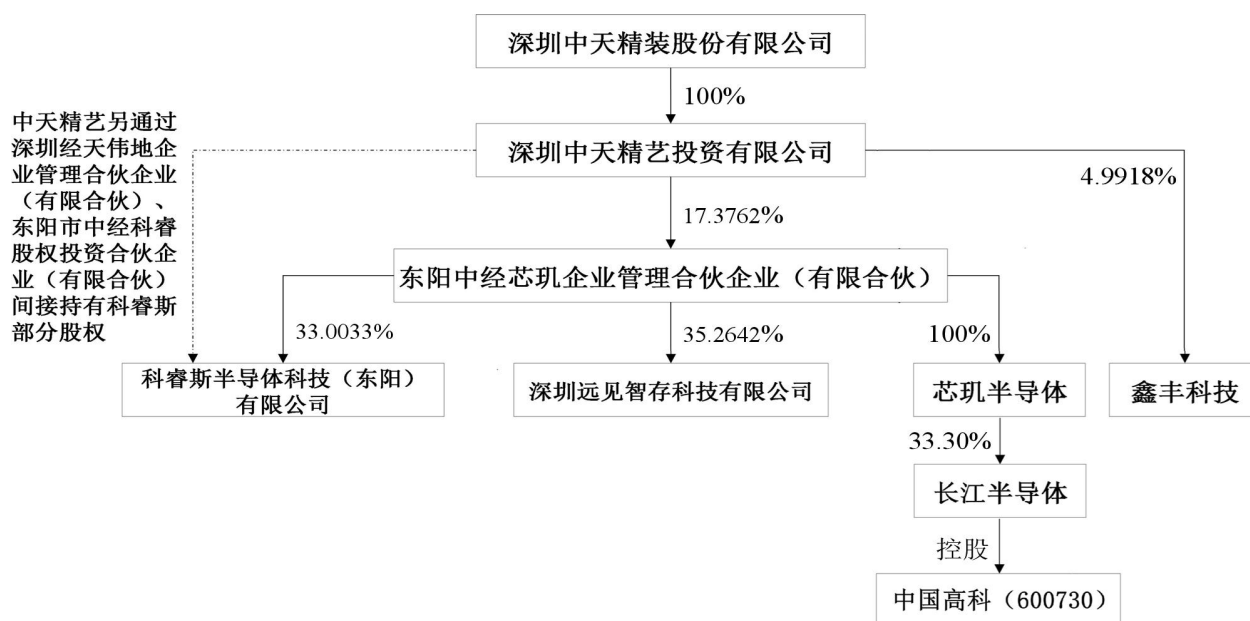 深圳中天精装股份有限公司
100%
中天精艺另通过
深圳经天伟地企
业管理合伙企业
（有限合伙）、
东阳市中经科睿
股权投资合伙企
业（有限合伙）
间接持有科睿斯
部分股权
深圳中天精艺投资有限公司
4.9918%
17.3762%
东阳中经芯玑企业管理合伙企业（有限合伙）
33.0033%
35.2642%
100%
科睿斯半导体科技（东阳）
有限公司
深圳远见智存科技有限公司
芯玑半导体
鑫丰科技
33.30%
长江半导体
控股
中国高科（600730）